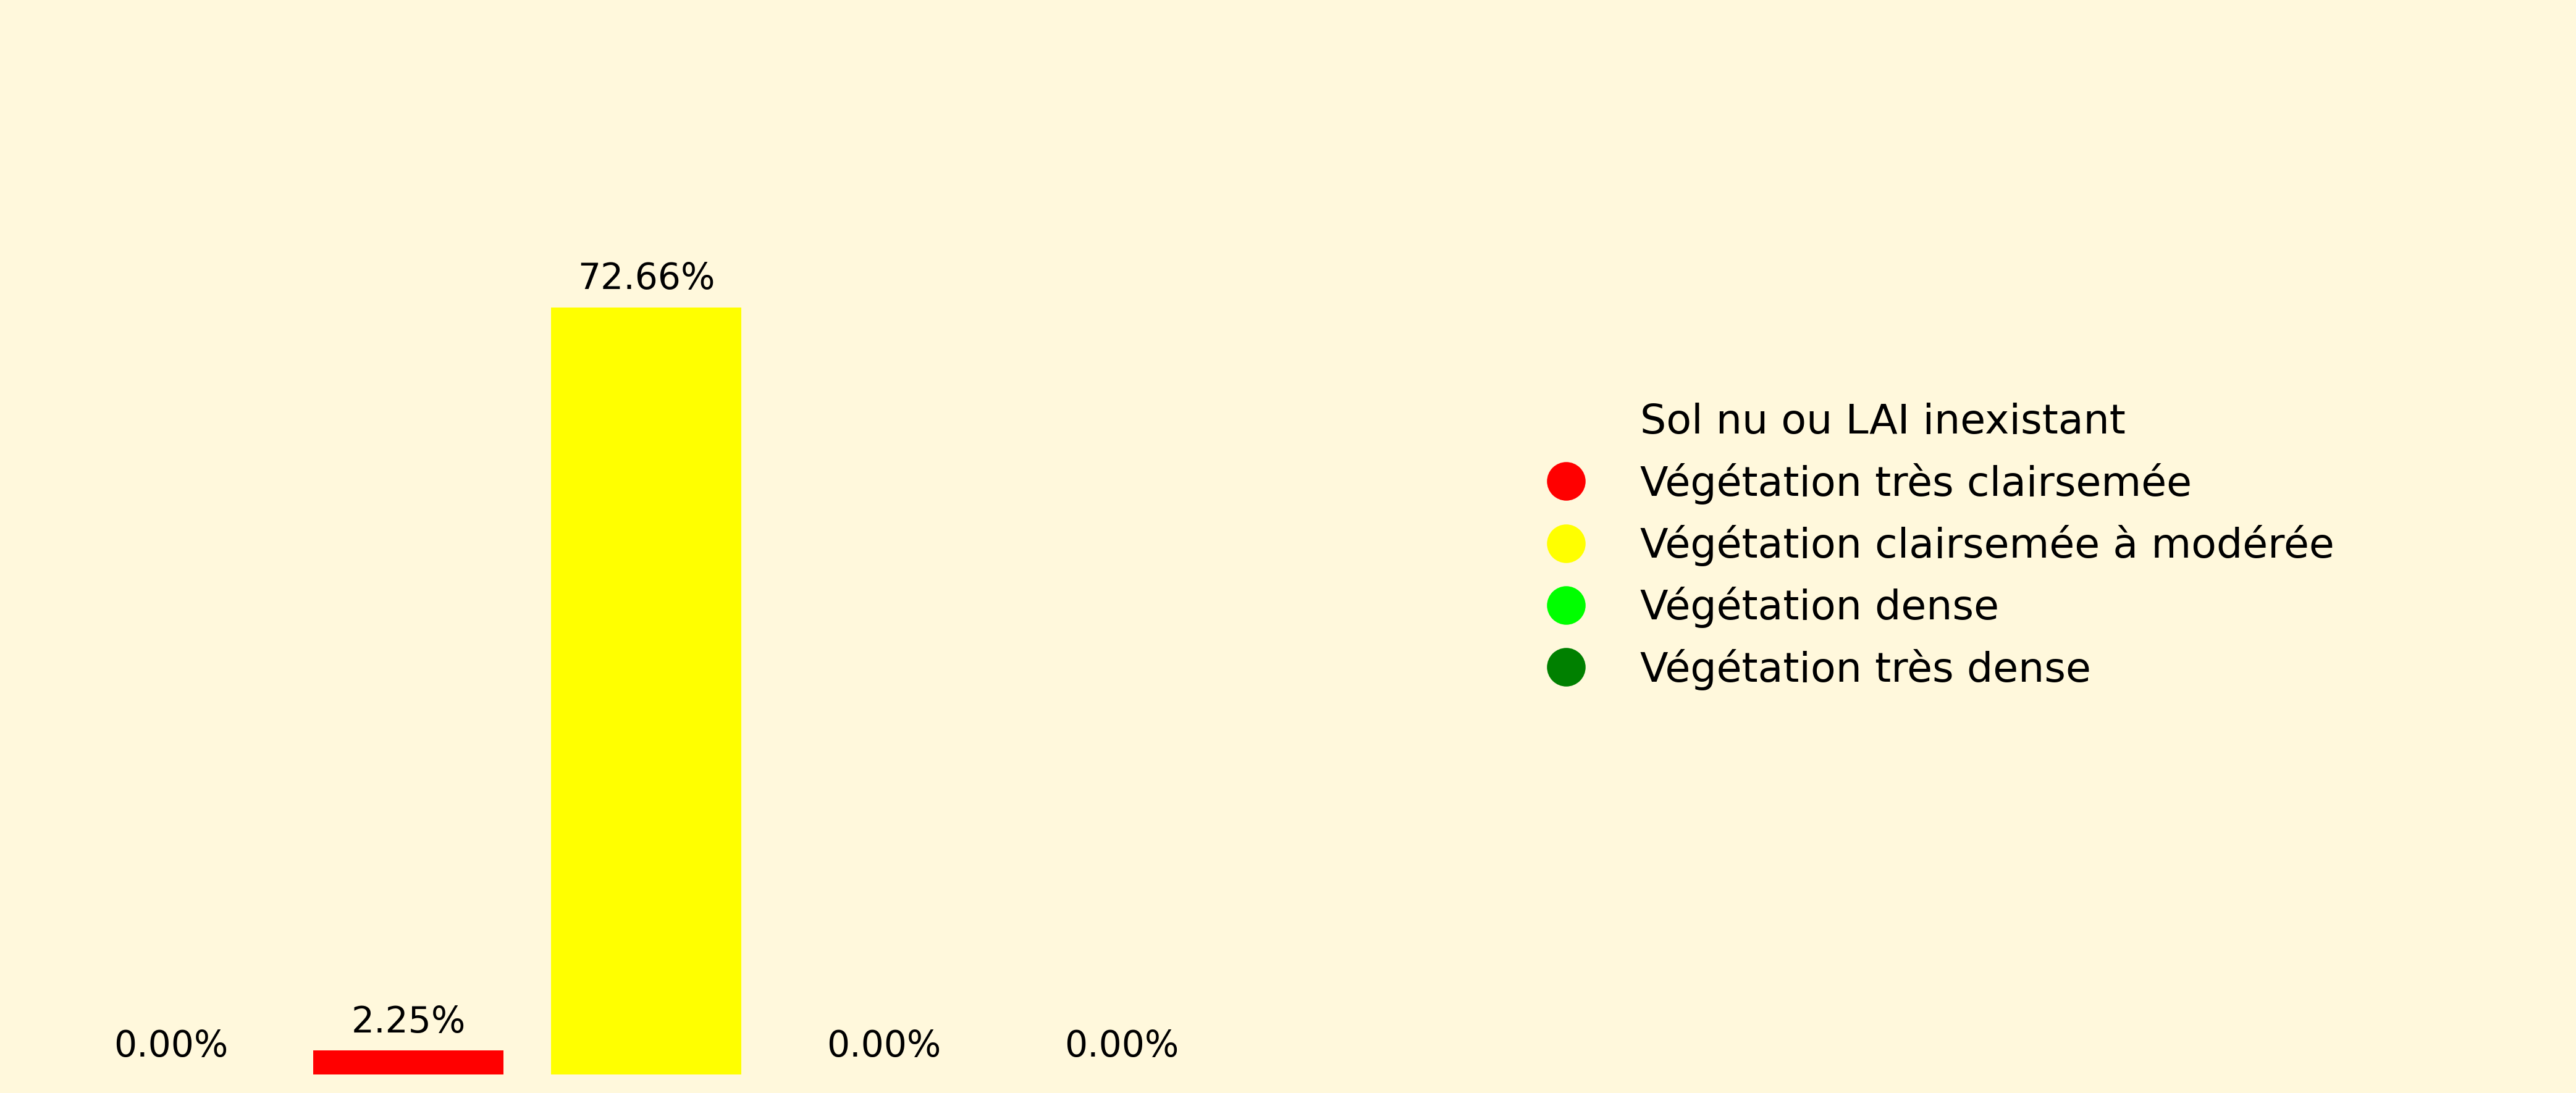 72.66%
2.25%
0.00%
0.00%
0.00%
Sol nu ou LAI inexistant
Végétation très clairsemée
Végétation clairsemée à modérée
Végétation dense
Végétation très dense